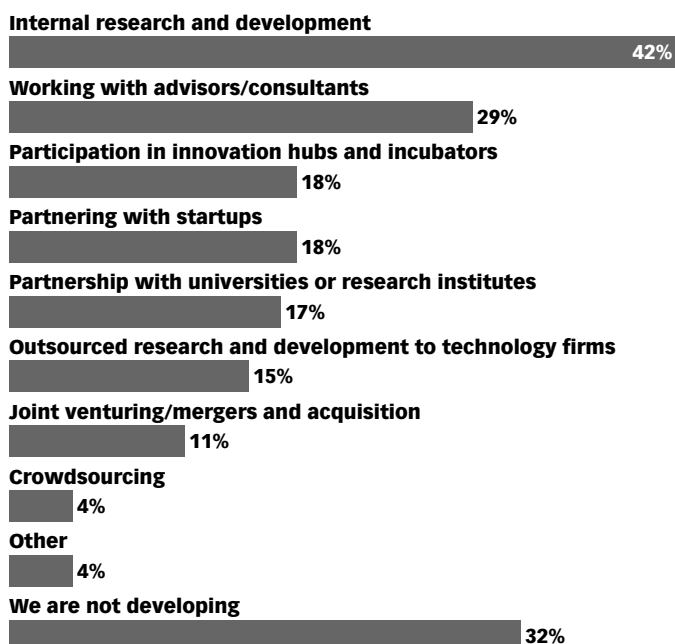 Internal research and development
42%
Working with advisors/consultants
29%
Participation in innovation hubs and incubators
18%
Partnering with startups
18%
Partnership with universities or research institutes
17%
Outsourced research and development to technology firms
15%
Joint venturing/mergers and acquisition
11%
Crowdsourcing
4%
Other
4%
We are not developing
32%